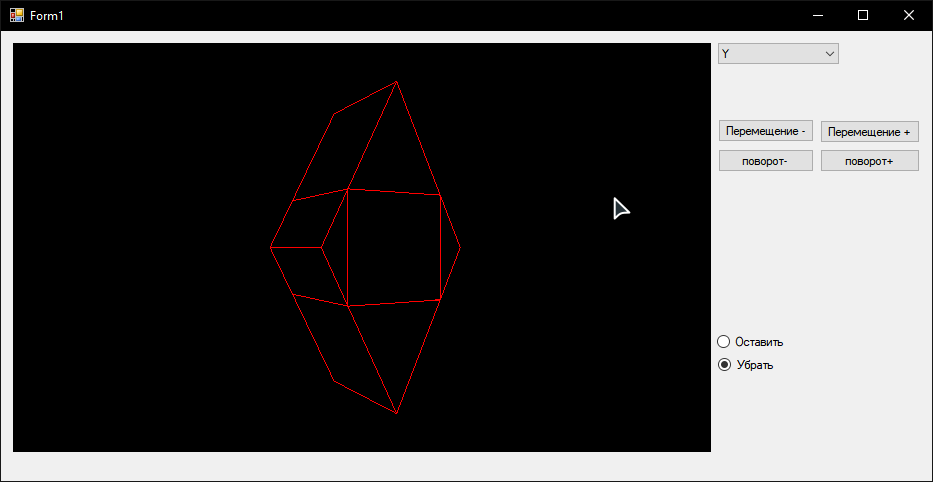 Form1
Y
Перемещение -
Перемещение +
поворот-
поворот+
Оставить
Убрать